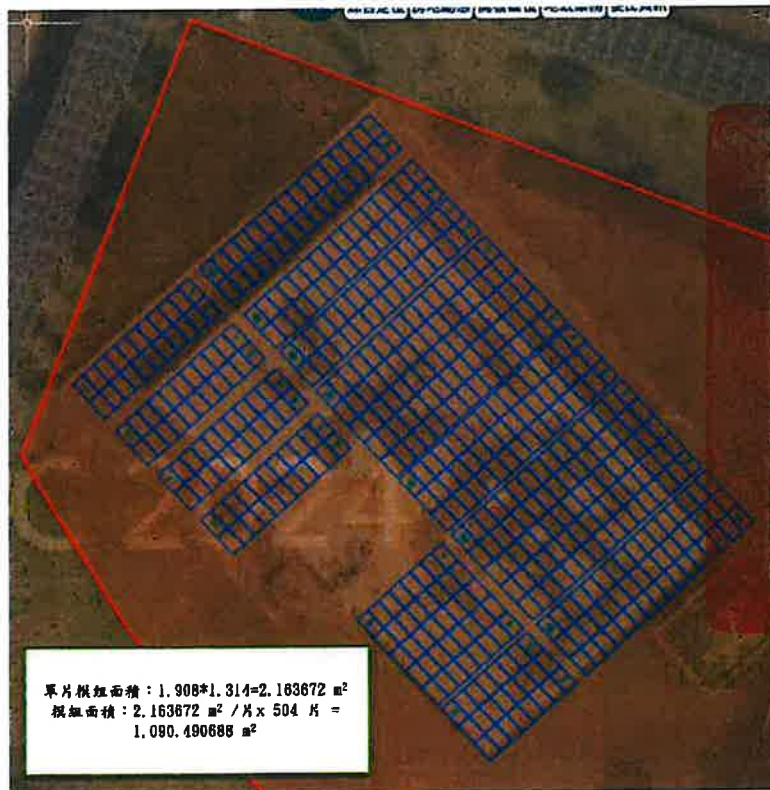 單片模組面積：1.908*1.314=2.163672 m²
模組面積：2.163672 m² /片x 504 片 =
1,090.490688 m²